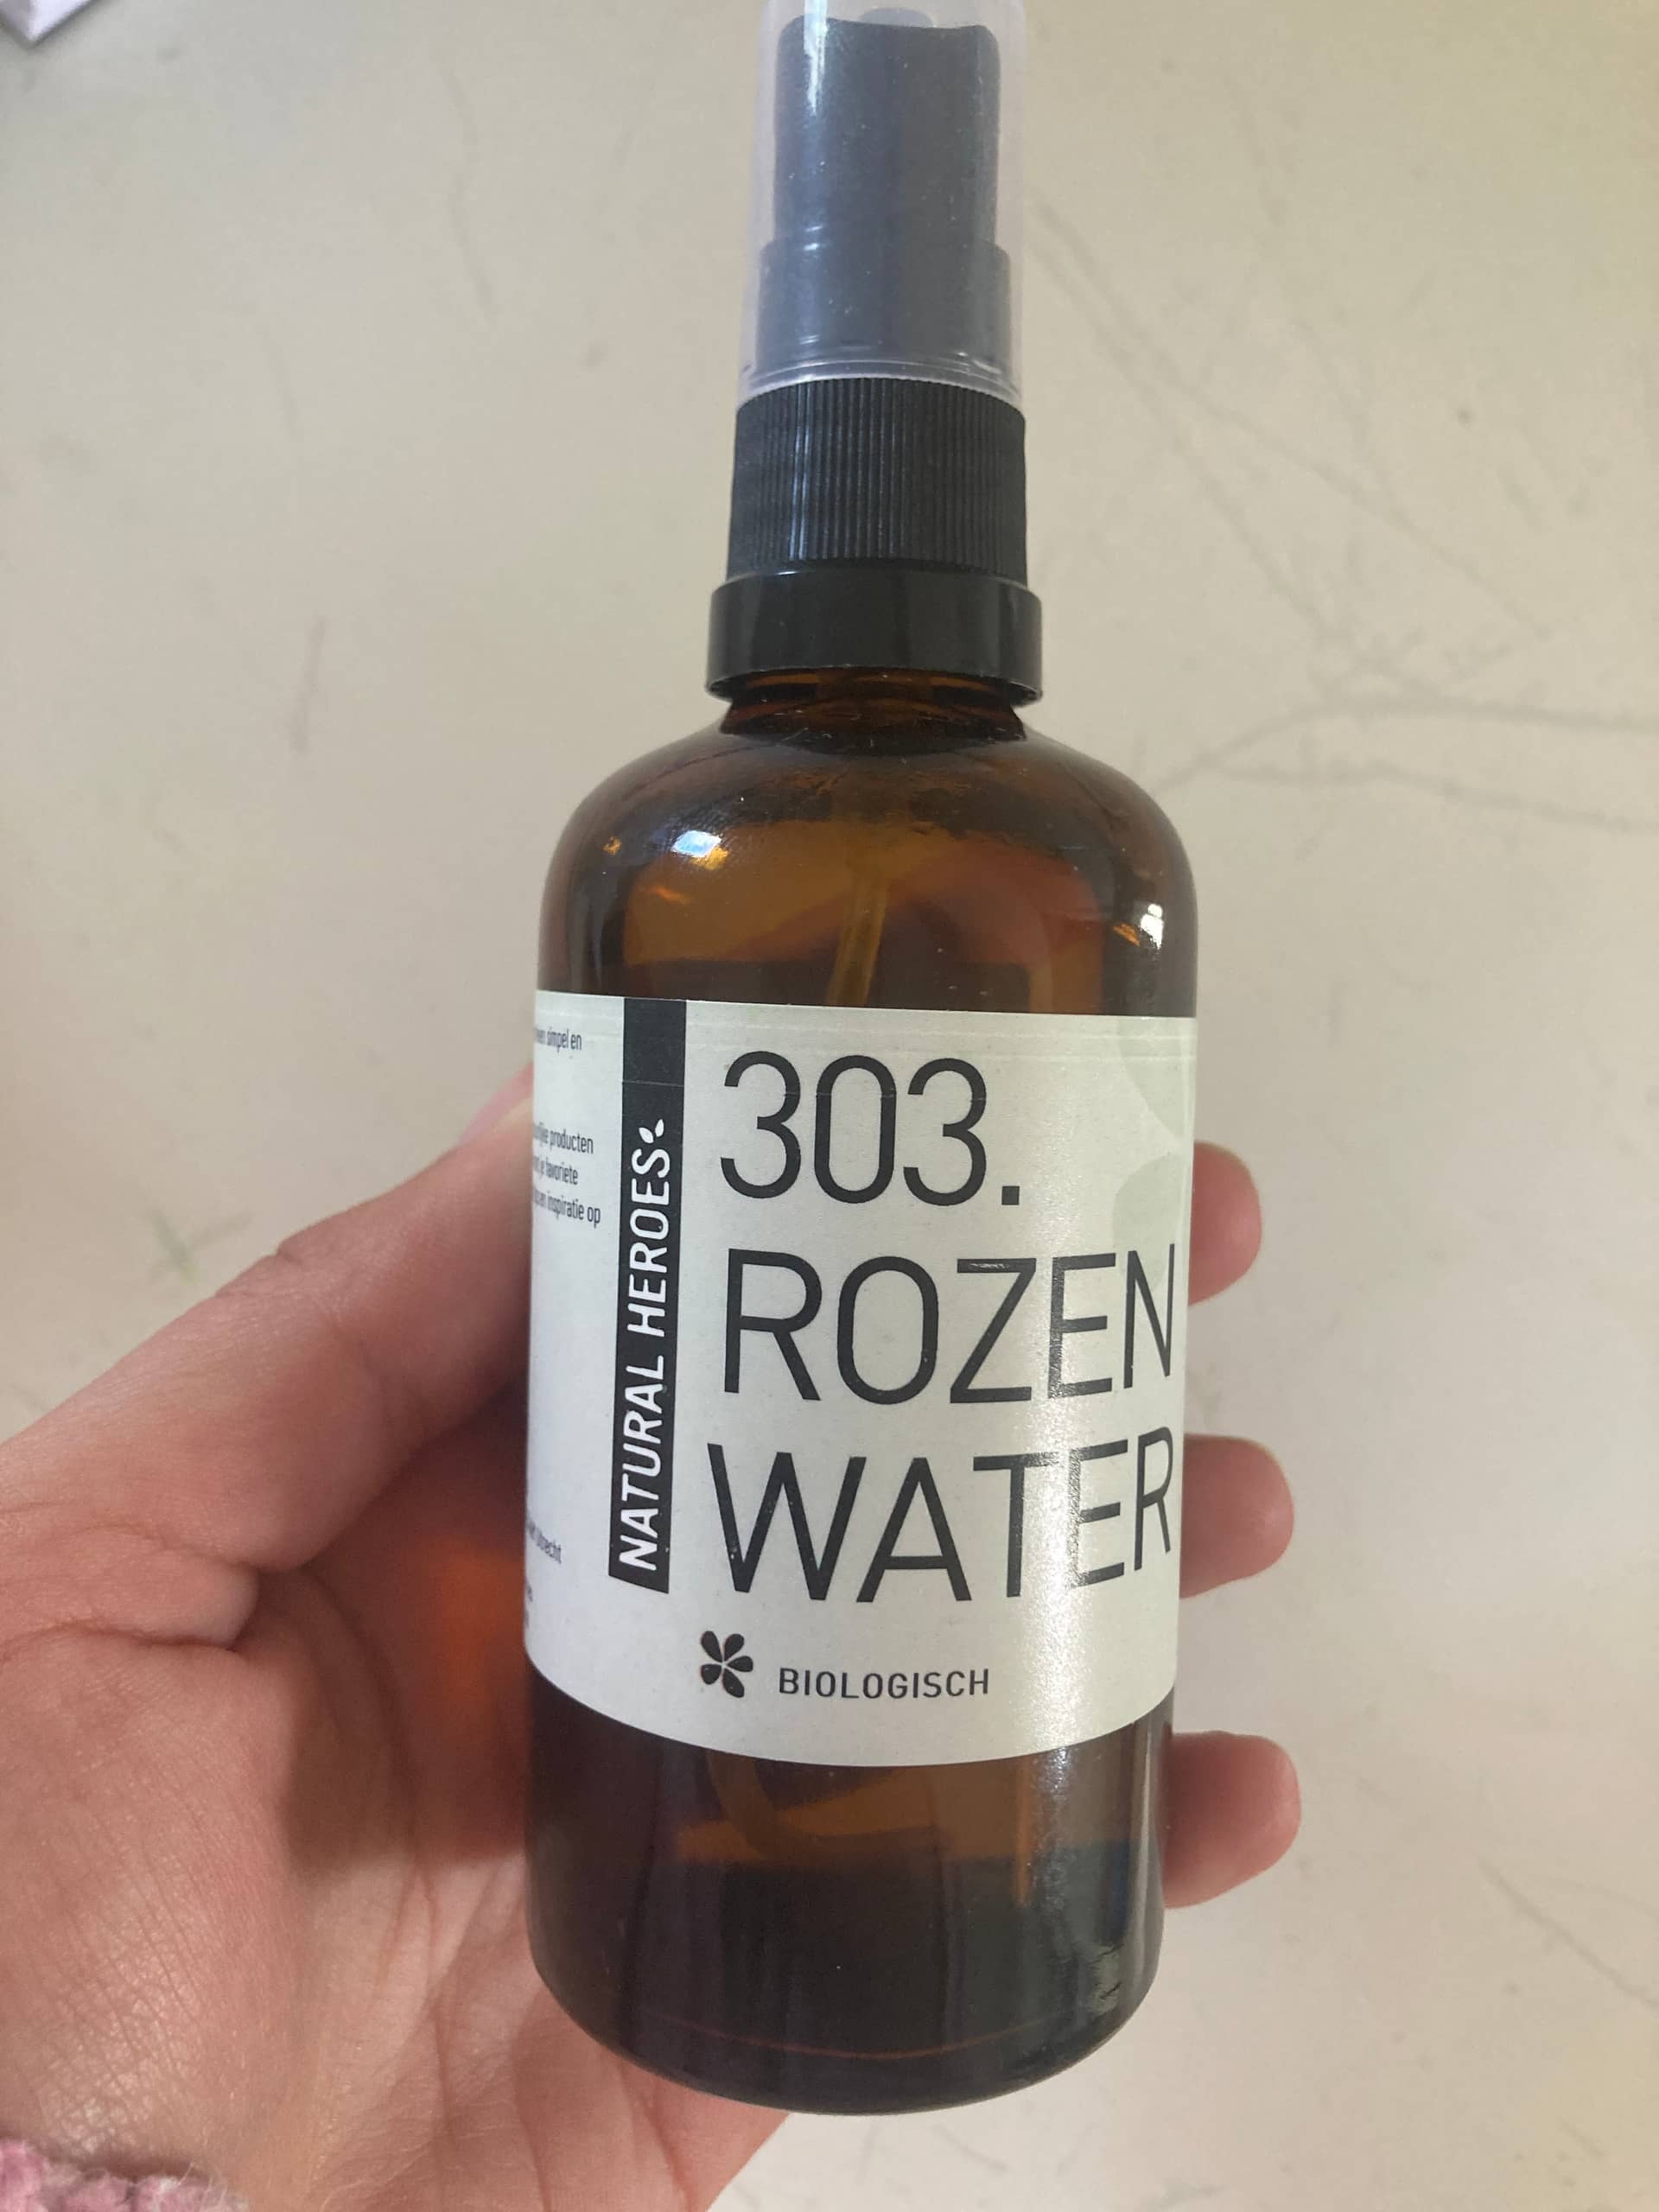 simpel en
producten
favoriete
inspiratie op
NATURAL HEROES
303.
ROZEN
WATER
BIOLOGISCH